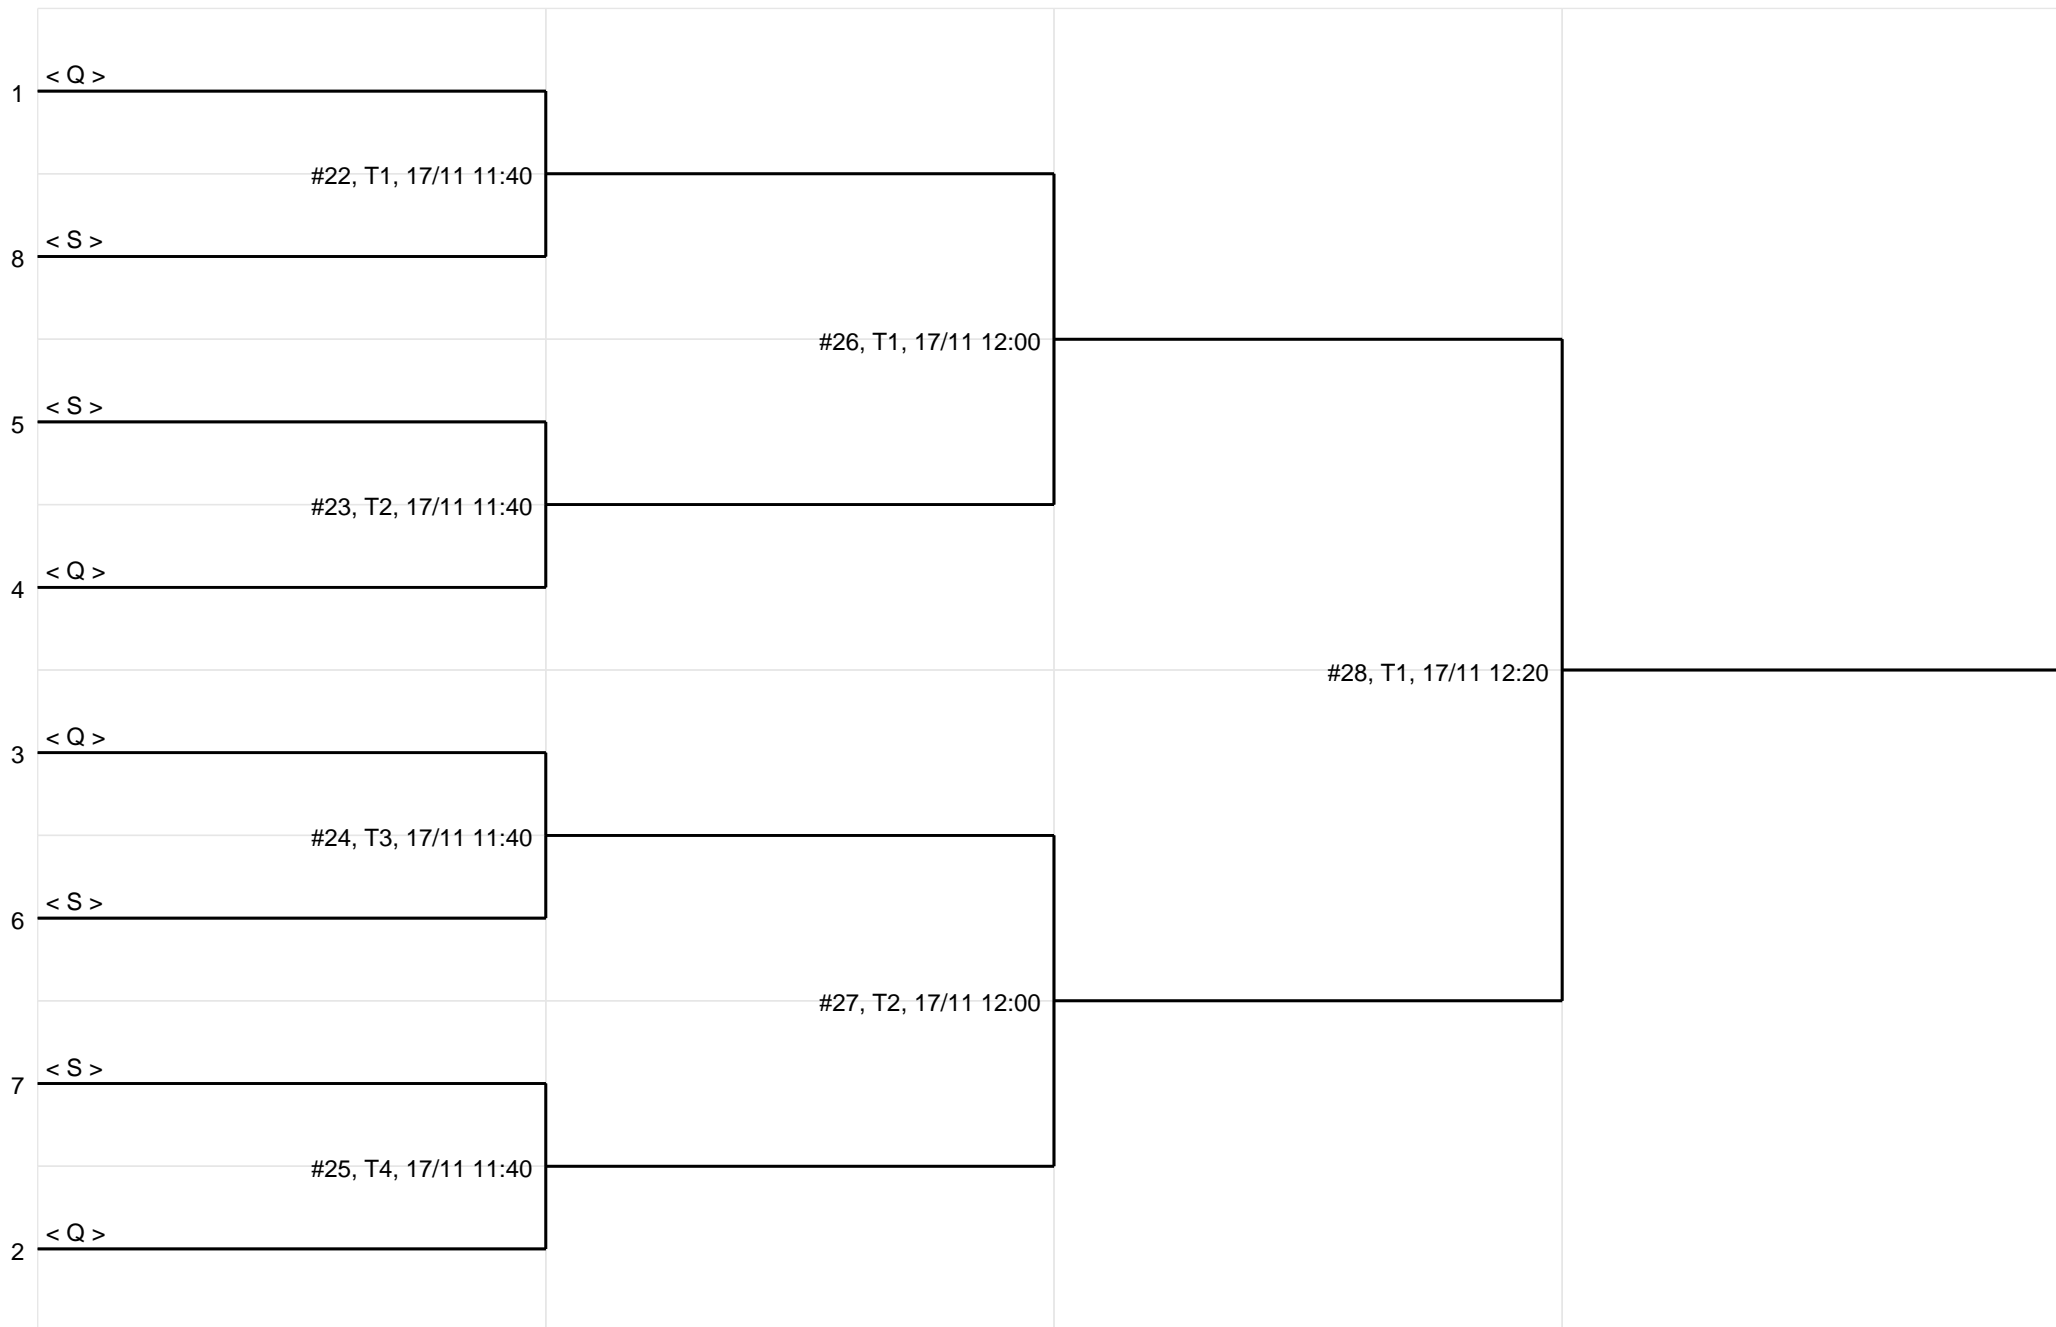 < Q >
1
#22, T1, 17/11 11:40
< S >
8
#26, T1, 17/11 12:00
< S >
5
#23, T2, 17/11 11:40
< Q >
4
#28, T1, 17/11 12:20
< Q >
3
#24, T3, 17/11 11:40
< S >
6
#27, T2, 17/11 12:00
< S >
7
#25, T4, 17/11 11:40
< Q >
2